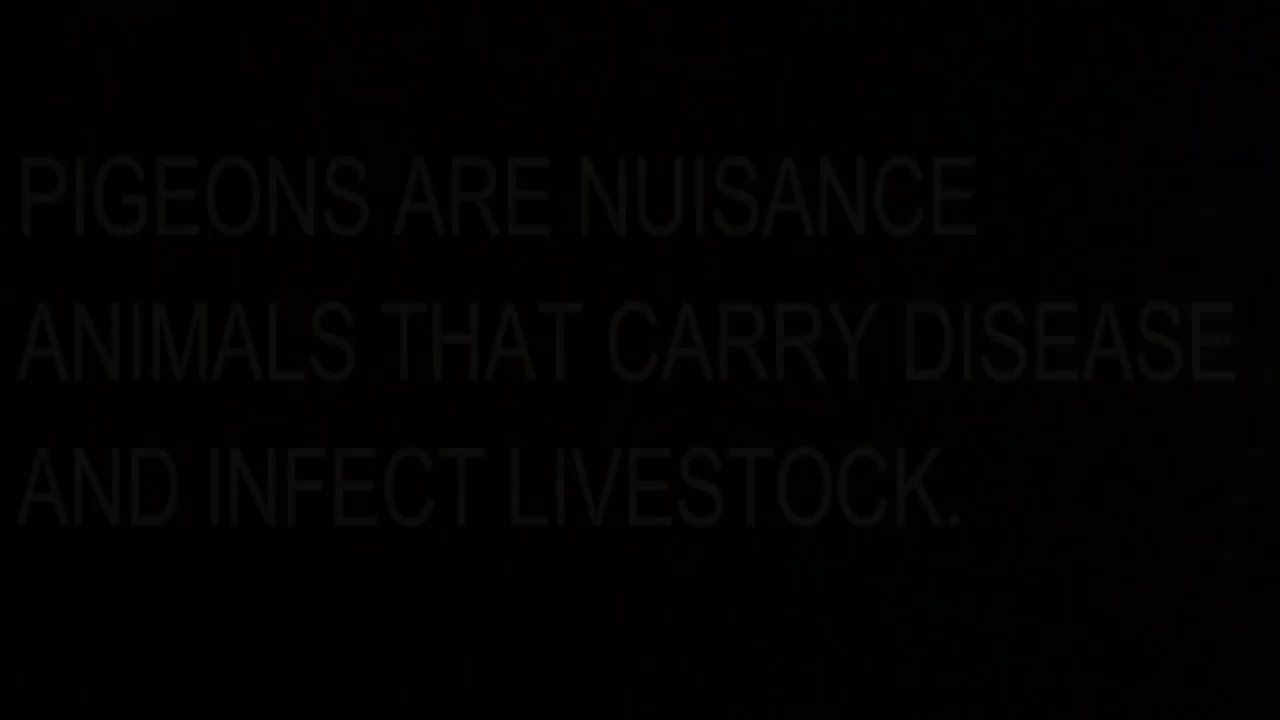 PIGEONS ARE NUISANCE
ANIMALS THAT CARRY DISEASE
AND INFECT LIVESTOCK.